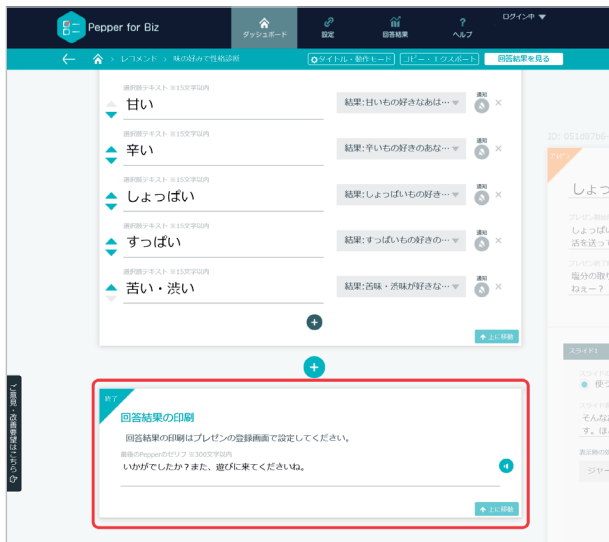 Pepper for Biz
ダッシュボード
設定
回答結果
ヘルプ
ログイン中 ▼
レコメンド
味の好みで性格診断
タイトル・動作モード
コピー・エクスポート
回答結果を見る
選択肢テキスト ※15文字以内
甘い
結果:甘いもの好きなあは…
通知
選択肢テキスト ※15文字以内
辛い
結果:辛いもの好きのあな…
通知
選択肢テキスト ※15文字以内
しょっぱい
結果:しょっぱいもの好き…
通知
選択肢テキスト ※15文字以内
すっぱい
結果:すっぱいもの好きの…
通知
選択肢テキスト ※15文字以内
苦い・渋い
結果:苦味・渋味が好きな…
通知
上に移動
終了
回答結果の印刷
回答結果の印刷はプレゼンの登録画面で設定してください。
最後のPepperのセリフ ※300文字以内
いかがでしたか？また、遊びに来てくださいね。
上に移動
ご意見・改善要望はこちら
しょっ
しょっぱい
活を送って
塩分の取り
ねぇー？
スライド1
使う
そんなあ
ジャー